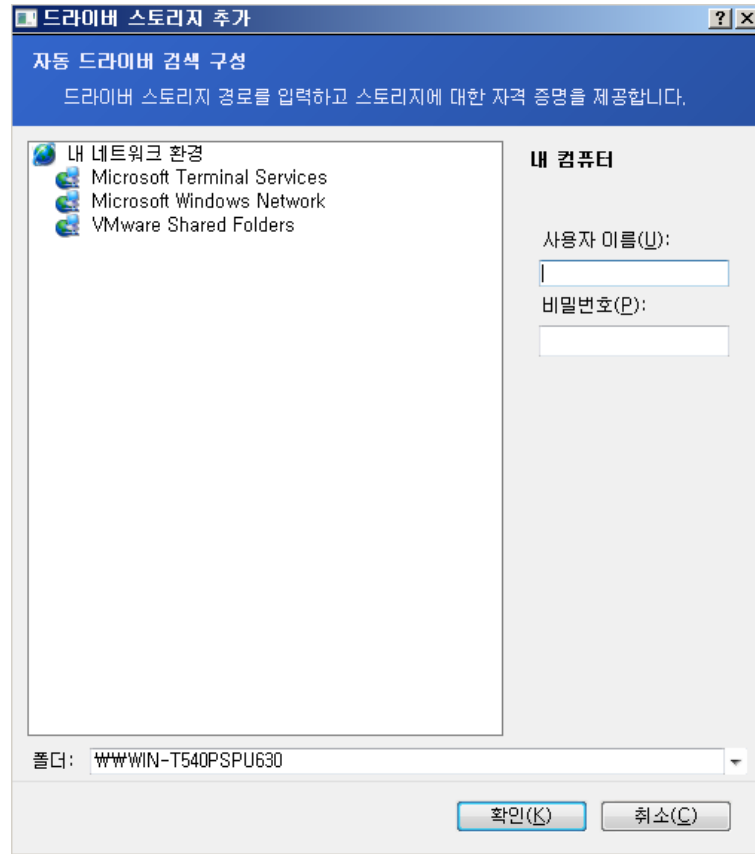 드라이버 스토리지 추가
자동 드라이버 검색 구성
드라이버 스토리지 경로를 입력하고 스토리지에 대한 자격 증명을 제공합니다.
내 네트워크 환경
Microsoft Terminal Services
Microsoft Windows Network
VMware Shared Folders
내 컴퓨터
사용자 이름(U):
비밀번호(P):
폴더: ₩₩WIN-T540PSPU630
확인(K) 취소(C)